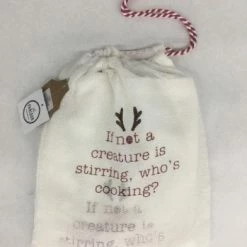 If not a
creature is
stirring, who's
cooking?
If not a
creature is
stirring, who's